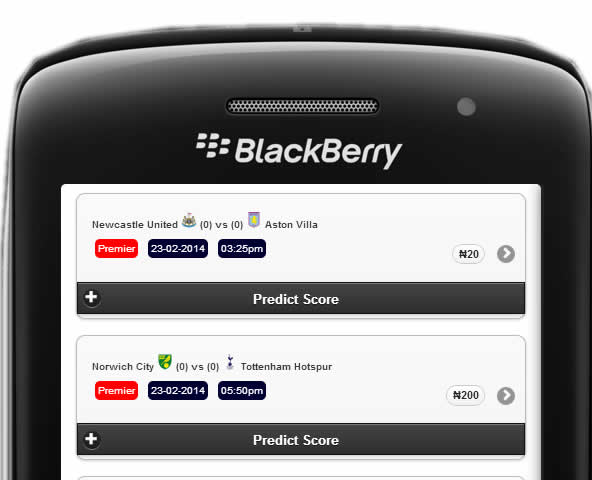 BlackBerry
Newcastle United (0) vs (0) Aston Villa
Premier 23-02-2014 03:25pm
₦20
Predict Score
Norwich City (0) vs (0) Tottenham Hotspur
Premier 23-02-2014 05:50pm
₦200
Predict Score